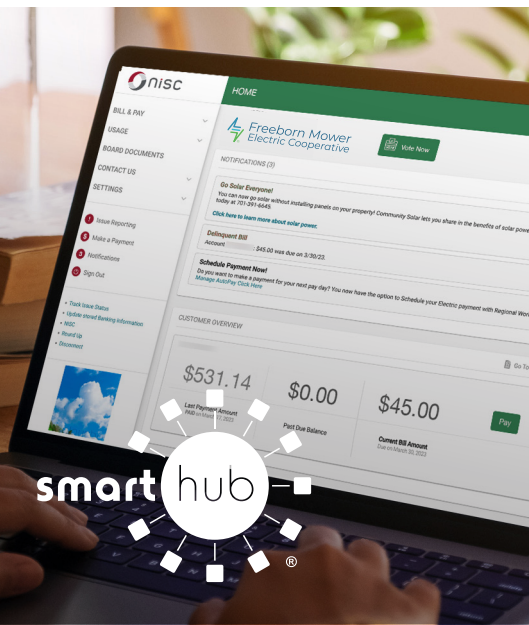 nisc
HOME
BILL & PAY
USAGE
BOARD DOCUMENTS
CONTACT US
SETTINGS
Issue Reporting
Make a Payment
Notifications
Sign Out
• Track Issue Status
• Update stored Banking Information
• NISC
• Round Up
• Disconnect
Freeborn Mower
Electric Cooperative
Vote Now
NOTIFICATIONS (3)
Go Solar Everyone!
You can now go solar without installing panels on your property! Community Solar lets you share in the benefits of solar
today at 701-391-6645.
Click here to learn more about solar power.
Delinquent Bill
Account
$45.00 was due on 3/30/23.
Schedule Payment Now!
Do you want to make a payment for your next pay day? You now have the option to Schedule your Electric payment with Regional
Manage AutoPay Click Here
CUSTOMER OVERVIEW
Go To
$531.14
Last Payment Amount
$0.00
Past Due Balance
$45.00
Current Bill Amount
Due on March 30, 2023
Pay
smart hub
®